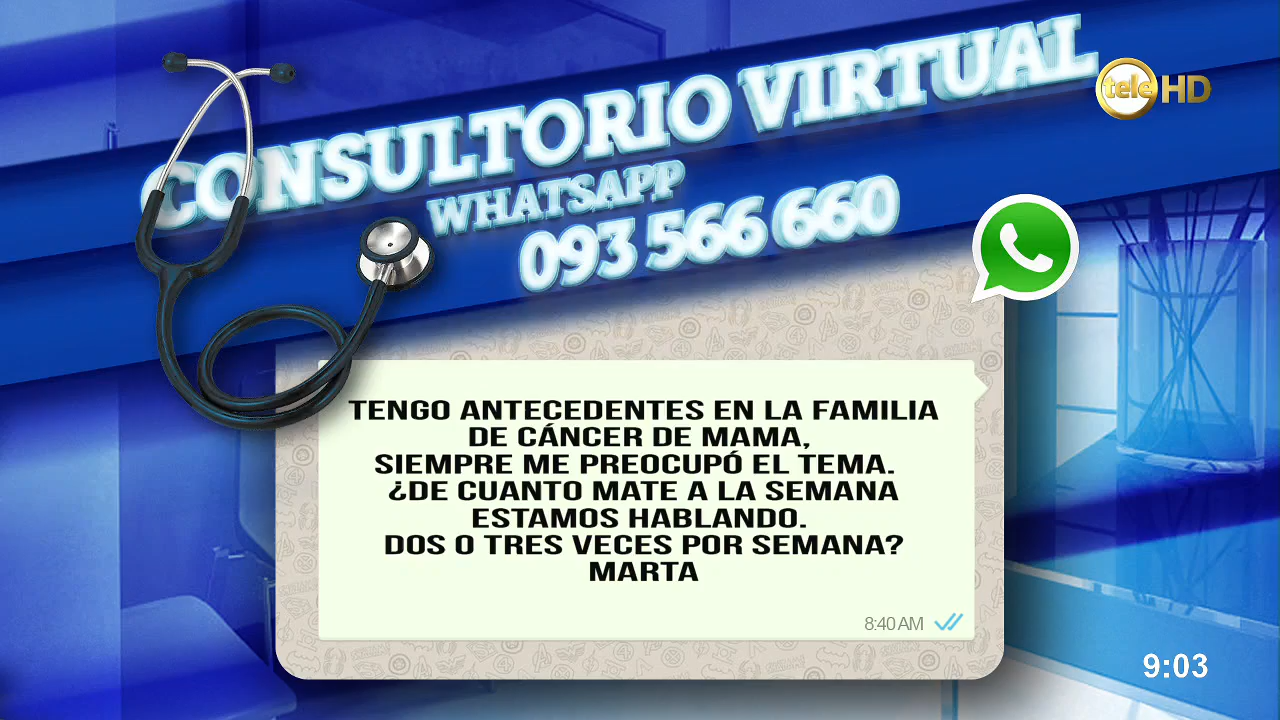 CONSULTORIO VIRTUAL
tele HD
WHATSAPP
093 566 660
TENGO ANTECEDENTES EN LA FAMILIA
DE CÁNCER DE MAMA,
SIEMPRE ME PREOCUPÓ EL TEMA.
¿DE CUANTO MATE A LA SEMANA
ESTAMOS HABLANDO.
DOS O TRES VECES POR SEMANA?
MARTA
8:40 AM
9:03